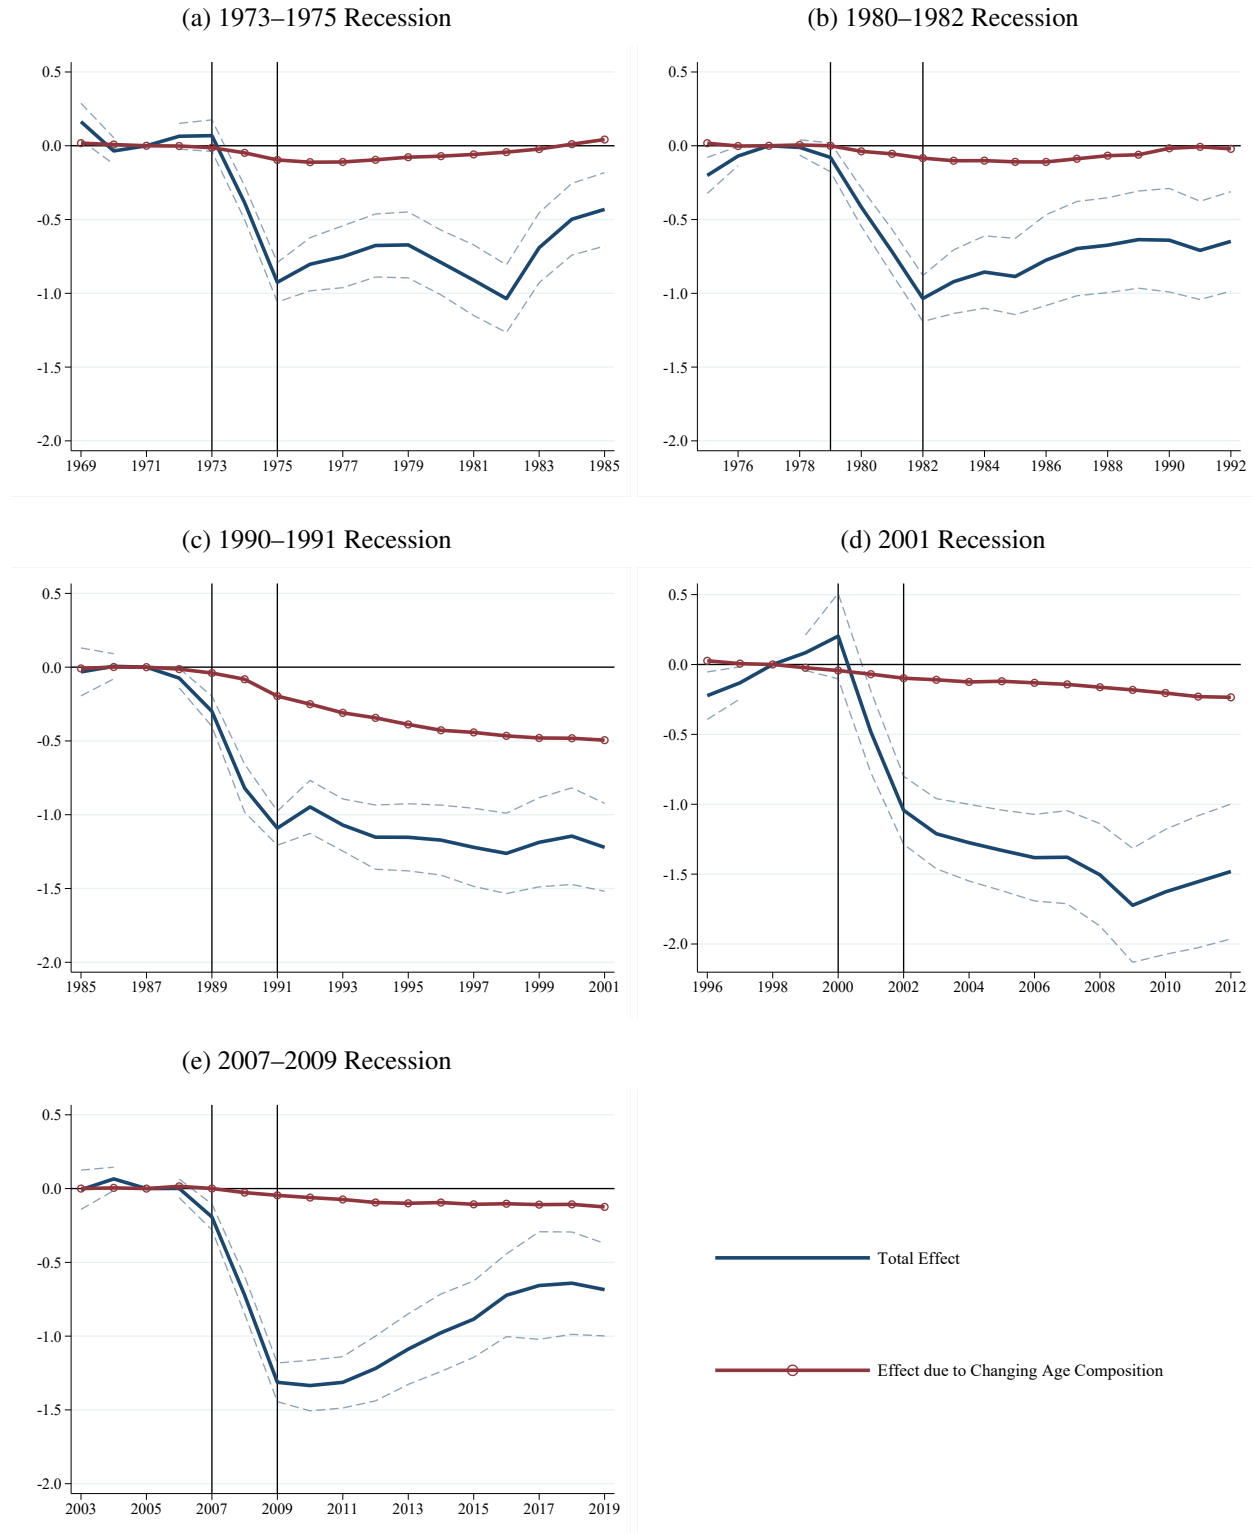 (a) 1973–1975 Recession
0.5
0.0
-0.5
-1.0
-1.5
-2.0
1969 1971 1973 1975 1977 1979 1981 1983 1985
(b) 1980–1982 Recession
0.5
0.0
-0.5
-1.0
-1.5
-2.0
1976 1978 1980 1982 1984 1986 1988 1990 1992
(c) 1990–1991 Recession
0.5
0.0
-0.5
-1.0
-1.5
-2.0
1985 1987 1989 1991 1993 1995 1997 1999 2001
(d) 2001 Recession
0.5
0.0
-0.5
-1.0
-1.5
-2.0
1996 1998 2000 2002 2004 2006 2008 2010 2012
(e) 2007–2009 Recession
0.5
0.0
-0.5
-1.0
-1.5
-2.0
2003 2005 2007 2009 2011 2013 2015 2017 2019
Total Effect
Effect due to Changing Age Composition